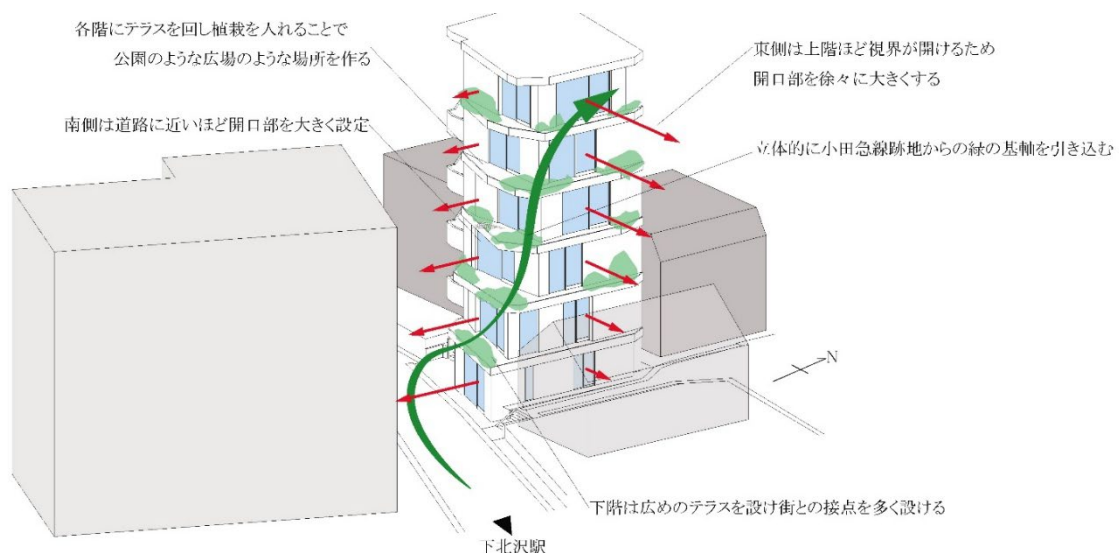 各階にテラスを回し植栽を入れることで
公園のような広場のような場所を作る
南側は道路に近いほど開口部を大きく設定
東側は上階ほど視界が開けるため
開口部を徐々に大きくする
立体的に小田急線跡地からの緑の基軸を引き込む
N
下階は広めのテラスを設け街との接点を多く設ける
下北沢駅